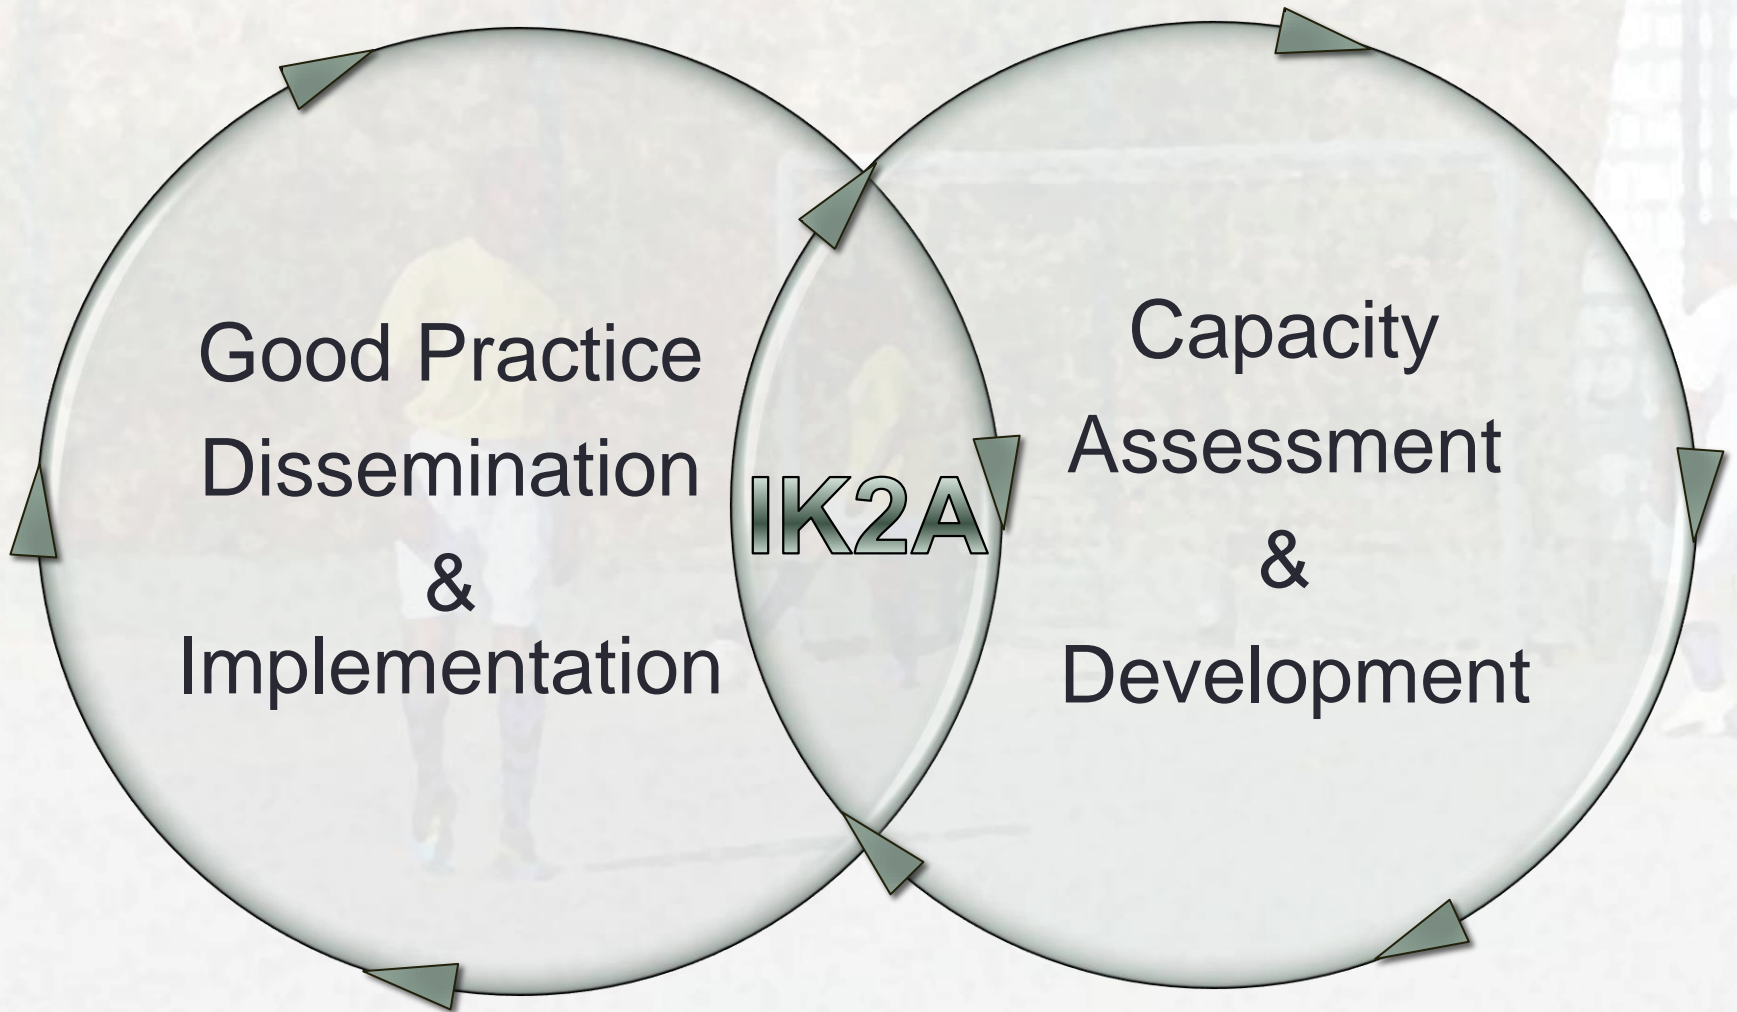 Good Practice
Dissemination
&
Implementation
IK2A
Capacity
Assessment
&
Development